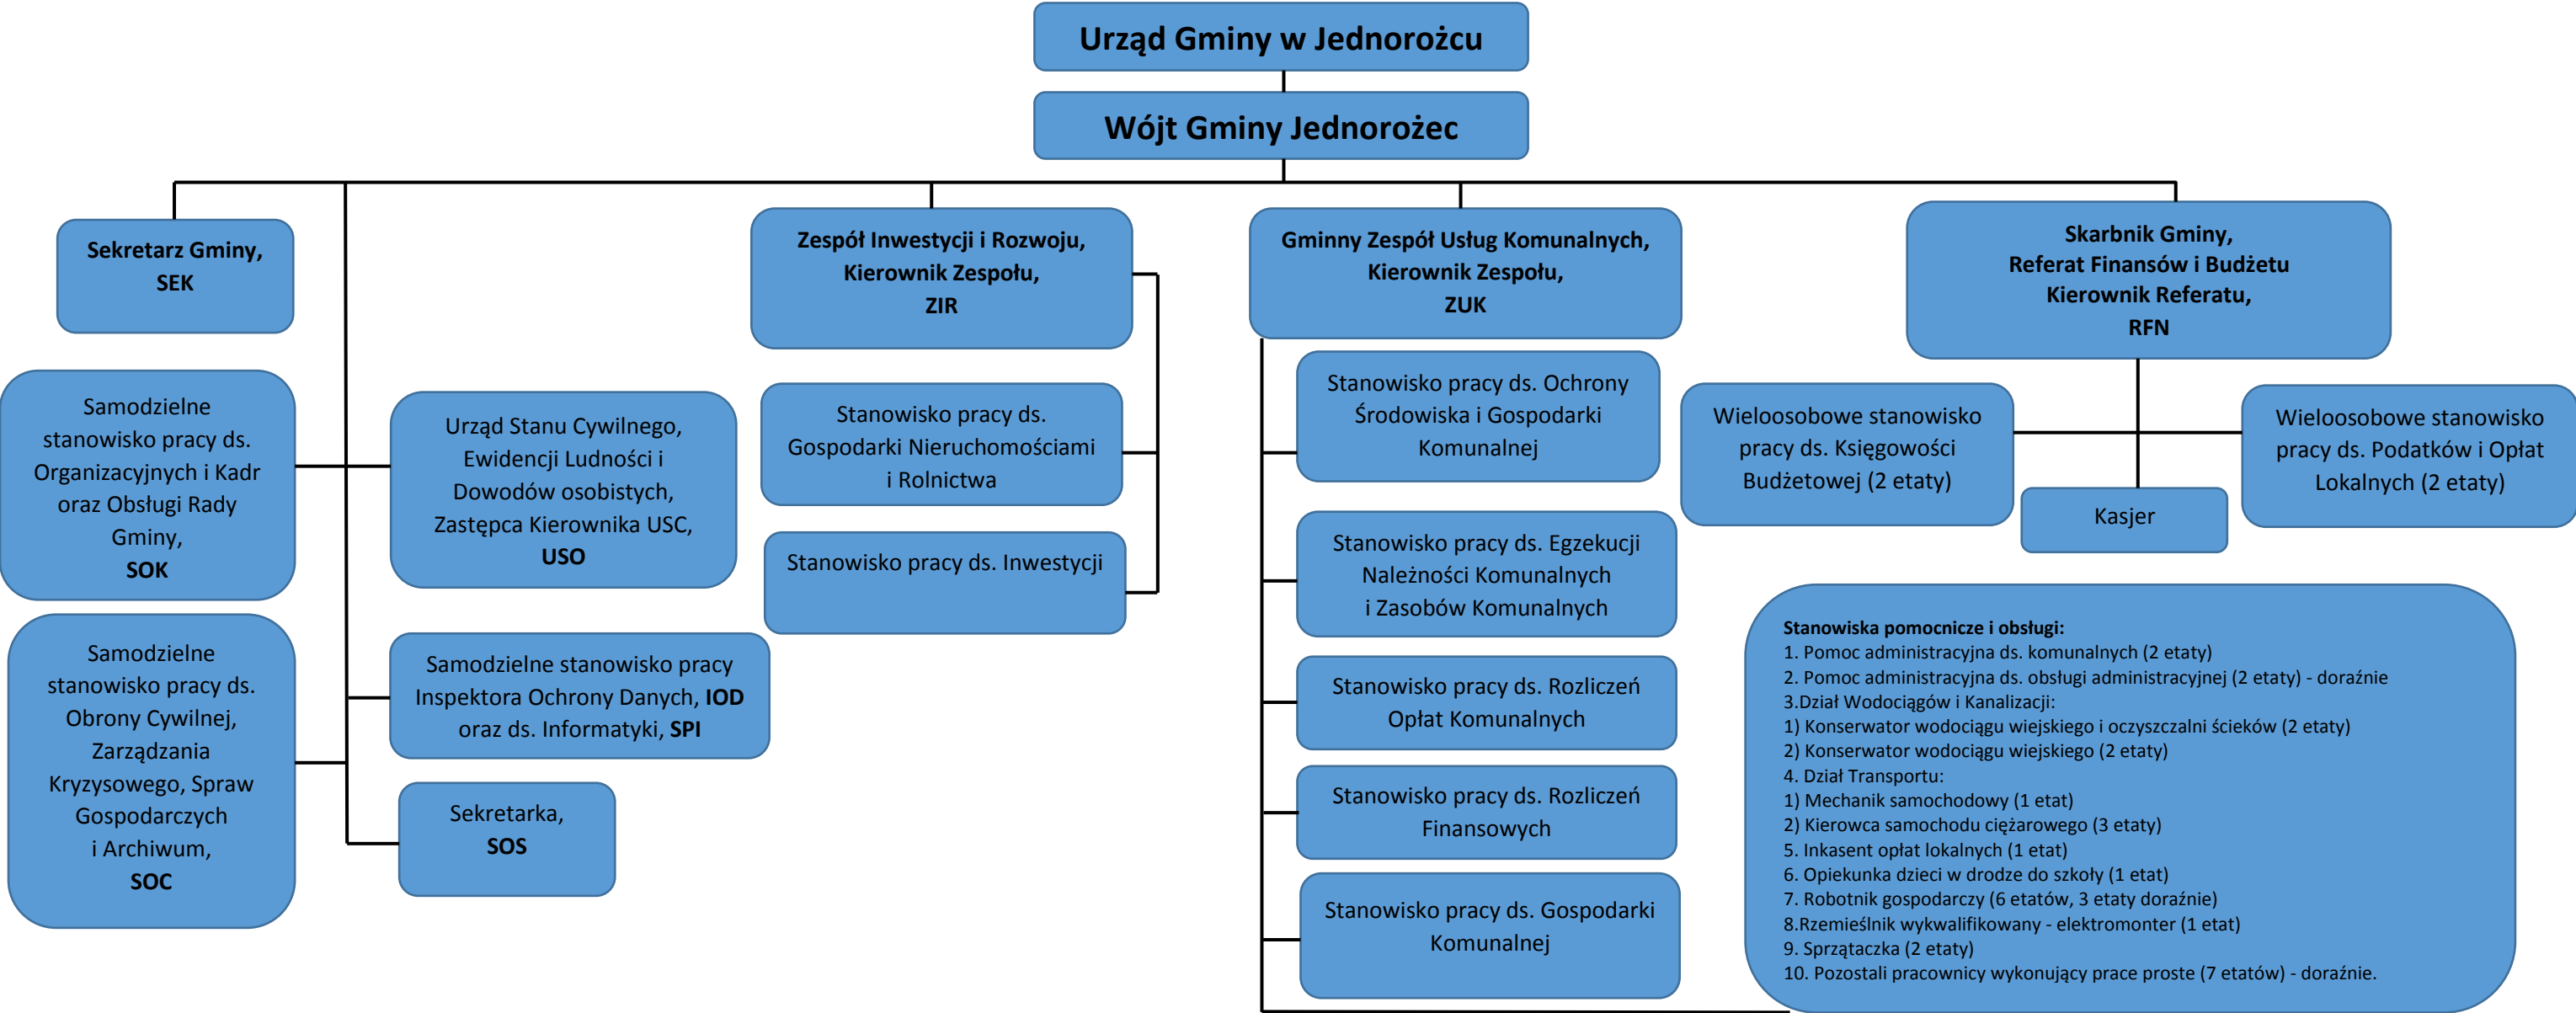 Urząd Gminy w Jednorożcu
Wójt Gminy Jednorożec
Sekretarz Gminy,
SEK
Samodzielne
stanowisko pracy ds.
Organizacyjnych i Kadr
oraz Obsługi Rady
Gminy,
SOK
Samodzielne
stanowisko pracy ds.
Obrony Cywilnej,
Zarządzania
Kryzysowego, Spraw
Gospodarczych
i Archiwum,
SOC
Urząd Stanu Cywilnego,
Ewidencji Ludności i
Dowodów osobistych,
Zastępca Kierownika USC,
USO
Samodzielne stanowisko pracy
Inspektora Ochrony Danych, IOD
oraz ds. Informatyki, SPI
Sekretarka,
SOS
Zespół Inwestycji i Rozwoju,
Kierownik Zespołu,
ZIR
Stanowisko pracy ds.
Gospodarki Nieruchomościami
i Rolnictwa
Stanowisko pracy ds. Inwestycji
Gminny Zespół Usług Komunalnych,
Kierownik Zespołu,
ZUK
Stanowisko pracy ds. Ochrony
Środowiska i Gospodarki
Komunalnej
Stanowisko pracy ds. Egzekucji
Należności Komunalnych
i Zasobów Komunalnych
Stanowisko pracy ds. Rozliczeń
Opłat Komunalnych
Stanowisko pracy ds. Rozliczeń
Finansowych
Stanowisko pracy ds. Gospodarki
Komunalnej
Skarbnik Gminy,
Referat Finansów i Budżetu
Kierownik Referatu,
RFN
Wieloosobowe stanowisko
pracy ds. Księgowości
Budżetowej (2 etaty)
Kasjer
Wieloosobowe stanowisko
pracy ds. Podatków i Opłat
Lokalnych (2 etaty)
Stanowiska pomocnicze i obsługi:
1. Pomoc administracyjna ds. komunalnych (2 etaty)
2. Pomoc administracyjna ds. obsługi administracyjnej (2 etaty) - doraźnie
3.Dział Wodociągów i Kanalizacji:
1) Konserwator wodociągu wiejskiego i oczyszczalni ścieków (2 etaty)
2) Konserwator wodociągu wiejskiego (2 etaty)
4. Dział Transportu:
1) Mechanik samochodowy (1 etat)
2) Kierowca samochodu ciężarowego (3 etaty)
5. Inkasent opłat lokalnych (1 etat)
6. Opiekunka dzieci w drodze do szkoły (1 etat)
7. Robotnik gospodarczy (6 etatów, 3 etaty doraźnie)
8.Rzemieślnik wykwalifikowany - elektromonter (1 etat)
9. Sprzątaczka (2 etaty)
10. Pozostali pracownicy wykonujący prace proste (7 etatów) - doraźnie.